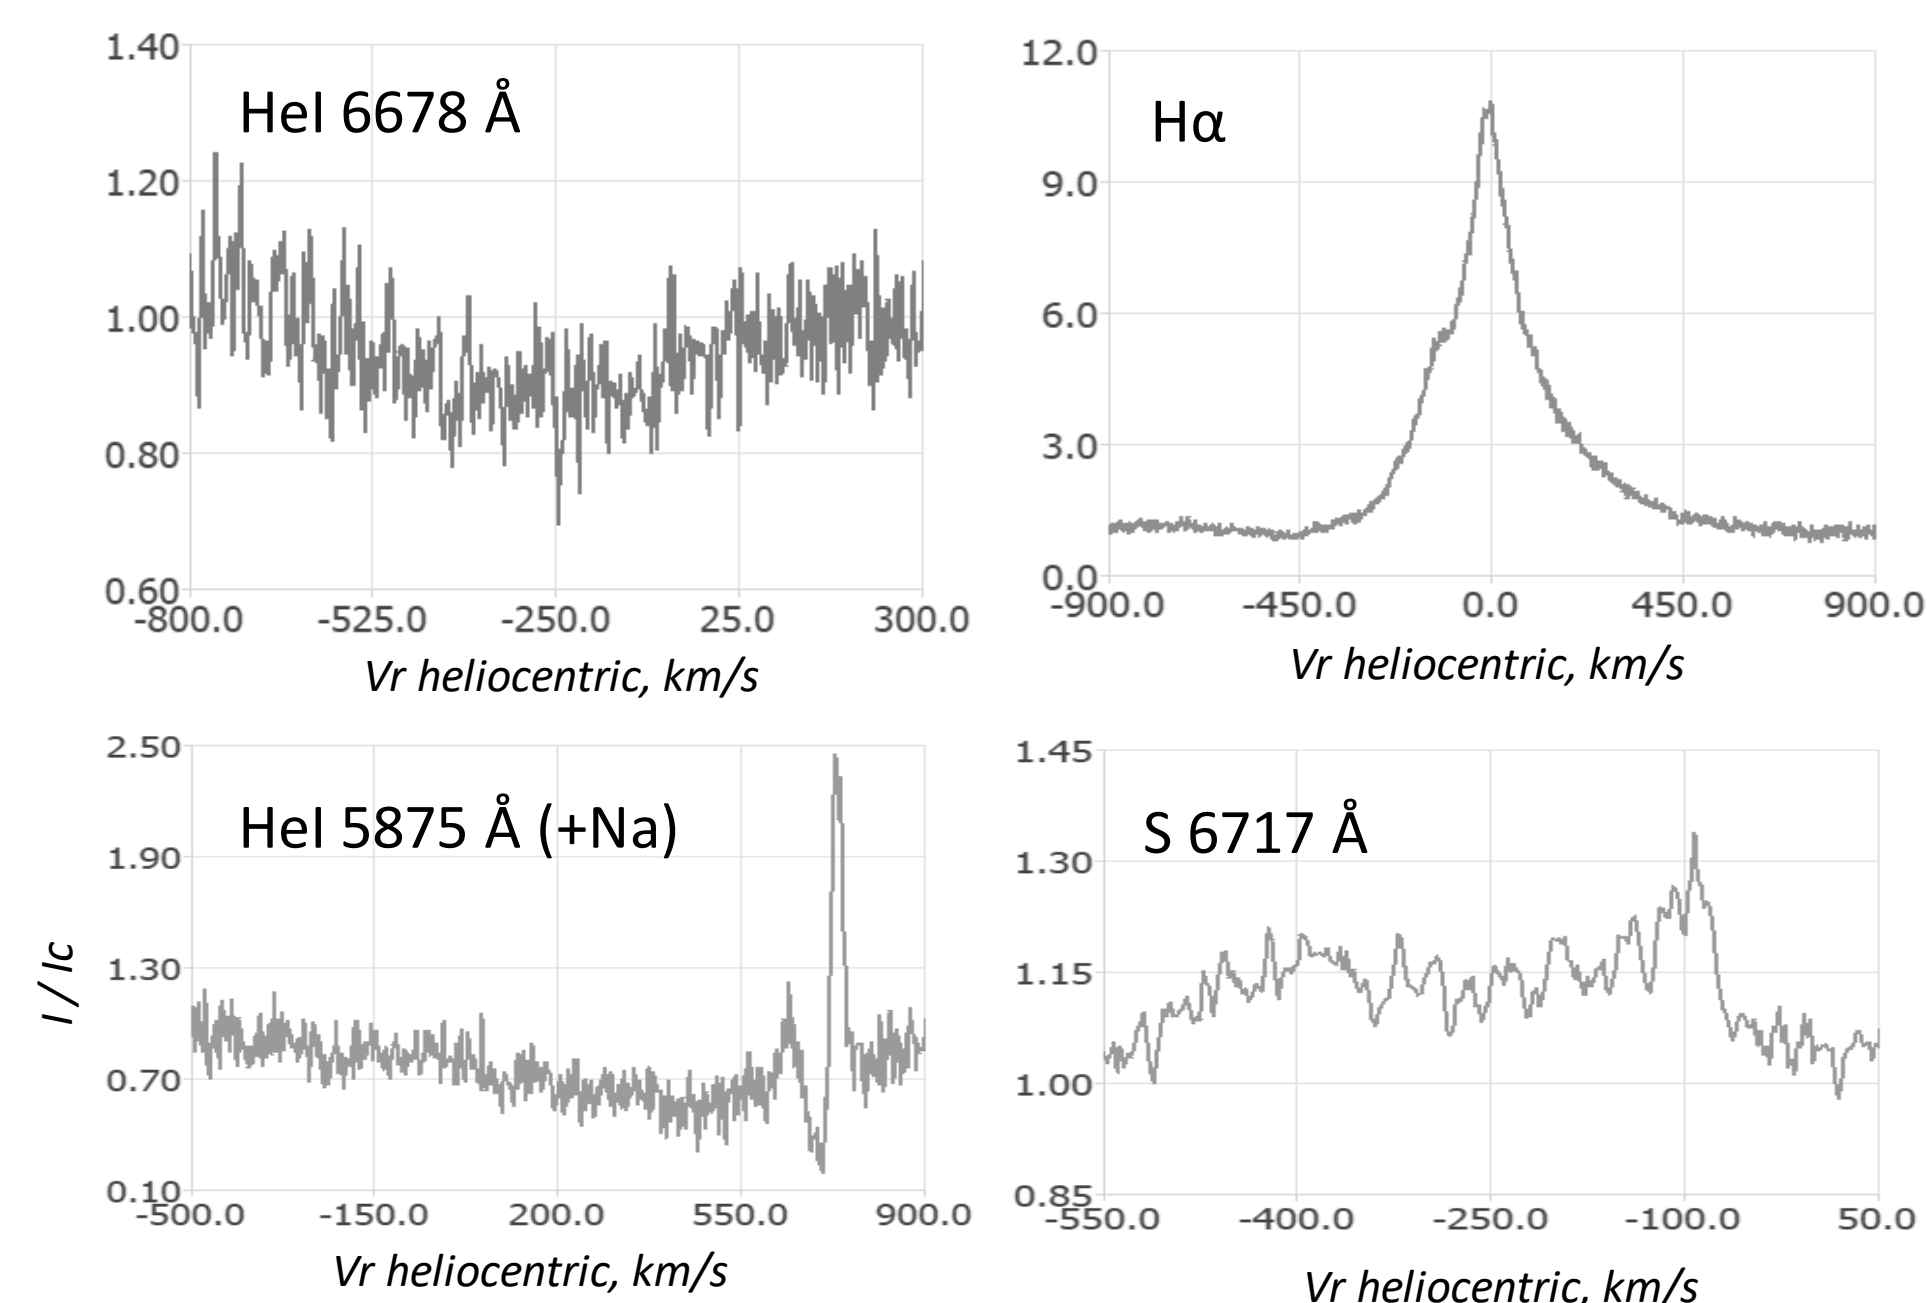 HeI 6678 Å
1.40
1.20
1.00
0.80
0.60
-800.0 -525.0 -250.0 25.0 300.0
Vr heliocentric, km/s
Hα
12.0
9.0
6.0
3.0
0.0
-900.0 -450.0 0.0 450.0 900.0
Vr heliocentric, km/s
HeI 5875 Å (+Na)
2.50
1.90
1.30
0.70
0.10
I / Ic
-500.0 -150.0 200.0 550.0 900.0
Vr heliocentric, km/s
S 6717 Å
1.45
1.30
1.15
1.00
0.85
-550.0 -400.0 -250.0 -100.0 50.0
Vr heliocentric, km/s